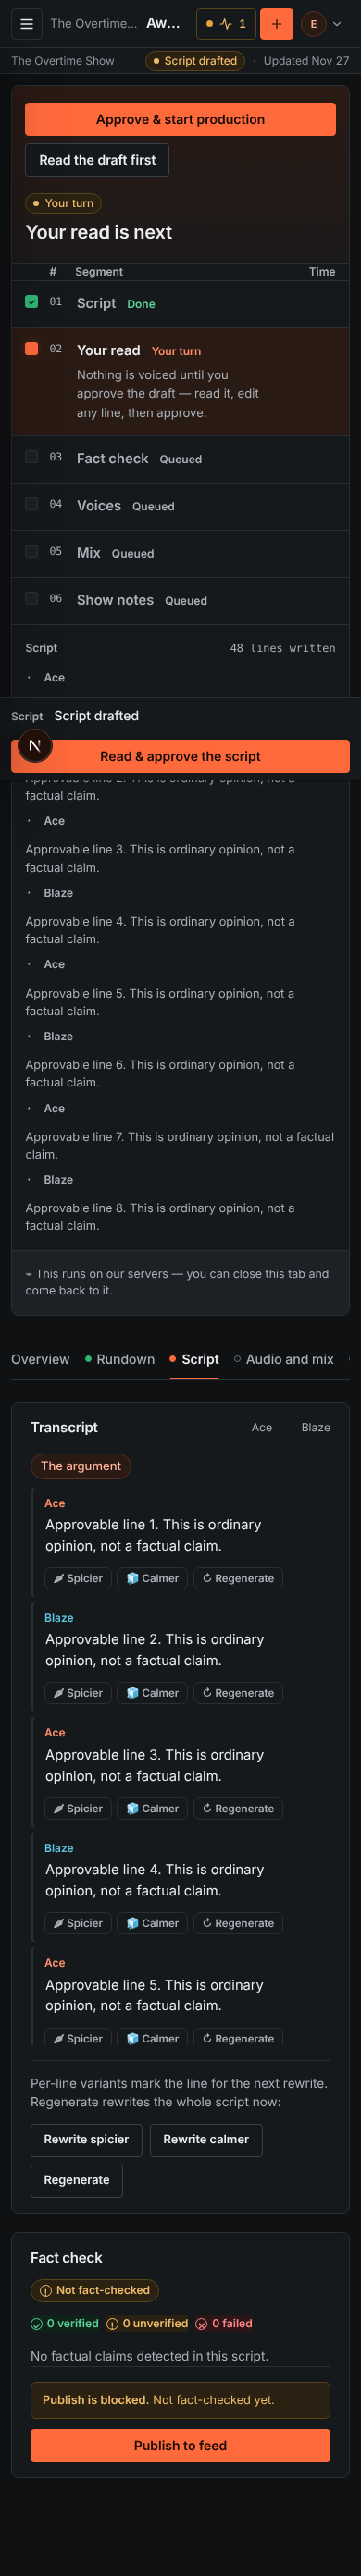 The Overtime... Aw... 1 E
The Overtime Show Script drafted · Updated Nov 27
Approve & start production
Read the draft first
Your turn
Your read is next
# Segment Time
01 Script Done
02 Your read Your turn
Nothing is voiced until you
approve the draft — read it, edit
any line, then approve.
03 Fact check Queued
04 Voices Queued
05 Mix Queued
06 Show notes Queued
Script 48 lines written
· Ace
Script Script drafted
N
Read & approve the script
Approvable line 2. This is ordinary opinion, not a
factual claim.
· Ace
Approvable line 3. This is ordinary opinion, not a
factual claim.
· Blaze
Approvable line 4. This is ordinary opinion, not a
factual claim.
· Ace
Approvable line 5. This is ordinary opinion, not a
factual claim.
· Blaze
Approvable line 6. This is ordinary opinion, not a
factual claim.
· Ace
Approvable line 7. This is ordinary opinion, not a factual
claim.
· Blaze
Approvable line 8. This is ordinary opinion, not a
factual claim.
⌁ This runs on our servers — you can close this tab and
come back to it.
Overview Rundown Script Audio and mix
Transcript Ace Blaze
The argument
Ace
Approvable line 1. This is ordinary
opinion, not a factual claim.
🌶 Spicier 🧊 Calmer ↻ Regenerate
Blaze
Approvable line 2. This is ordinary
opinion, not a factual claim.
🌶 Spicier 🧊 Calmer ↻ Regenerate
Ace
Approvable line 3. This is ordinary
opinion, not a factual claim.
🌶 Spicier 🧊 Calmer ↻ Regenerate
Blaze
Approvable line 4. This is ordinary
opinion, not a factual claim.
🌶 Spicier 🧊 Calmer ↻ Regenerate
Ace
Approvable line 5. This is ordinary
opinion, not a factual claim.
🌶 Spicier 🧊 Calmer ↻ Regenerate
Per-line variants mark the line for the next rewrite.
Regenerate rewrites the whole script now:
Rewrite spicier Rewrite calmer
Regenerate
Fact check
Not fact-checked
0 verified 0 unverified 0 failed
No factual claims detected in this script.
Publish is blocked. Not fact-checked yet.
Publish to feed